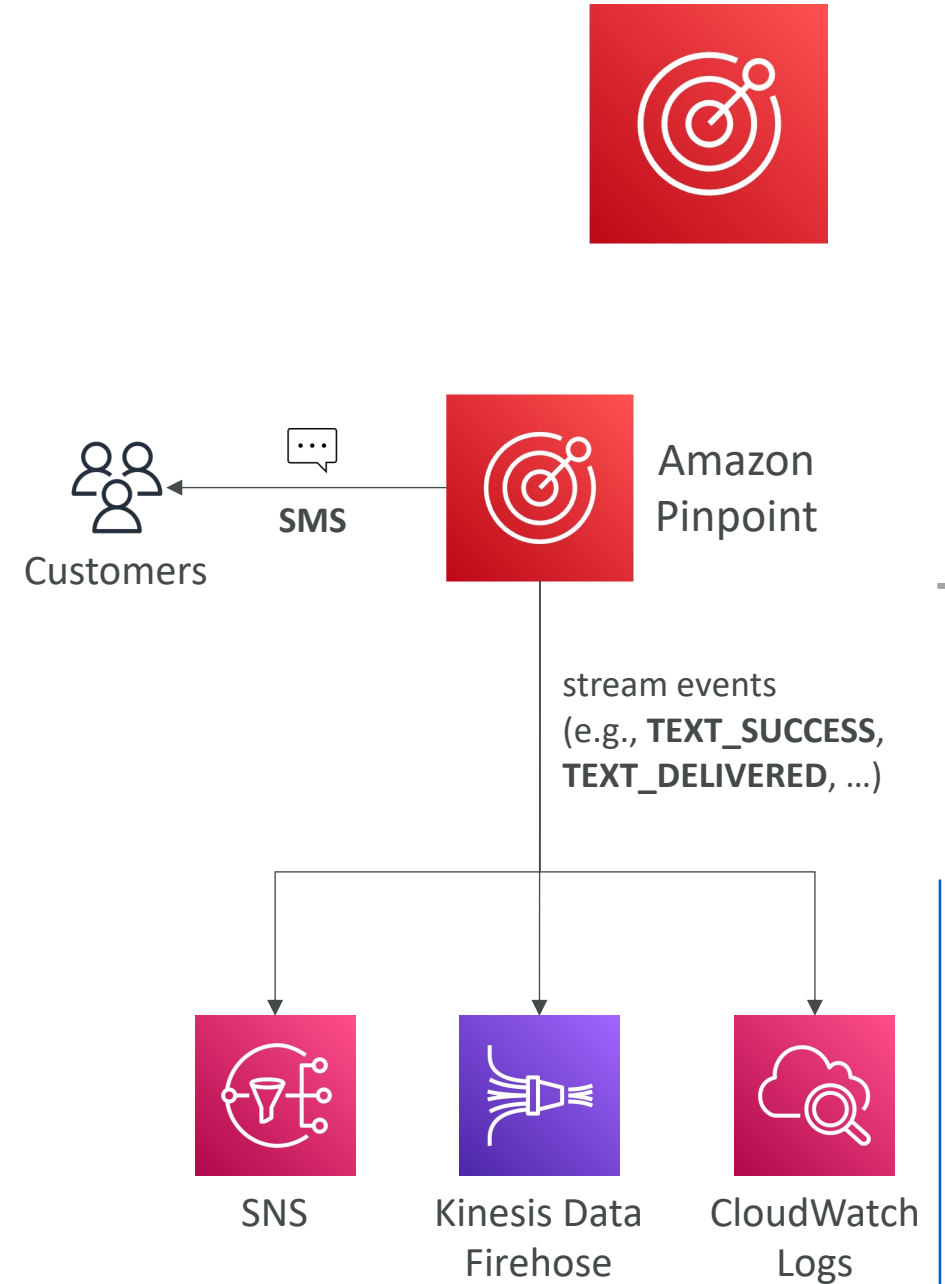 Amazon
Pinpoint
SMS
Customers
stream events
(e.g., TEXT_SUCCESS,
TEXT_DELIVERED, ...)
SNS
Kinesis Data
Firehose
CloudWatch
Logs